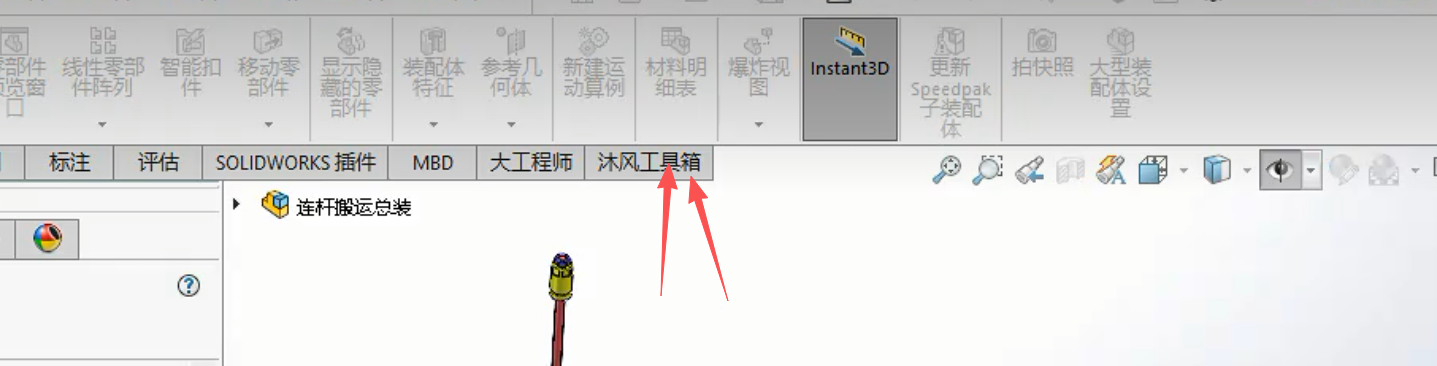 零部件
预览窗
口
线性零部
件阵列
智能扣
件
移动零
部件
显示隐
藏的零
部件
装配体
特征
参考几
何体
新建运
动算例
材料明
细表
爆炸视
图
Instant3D
更新
Speedpak
子装配
体
拍快照
大型装
配体设
置
标注
评估
SOLIDWORKS 插件
MBD
大工程师
沐风工具箱
连杆搬运总装